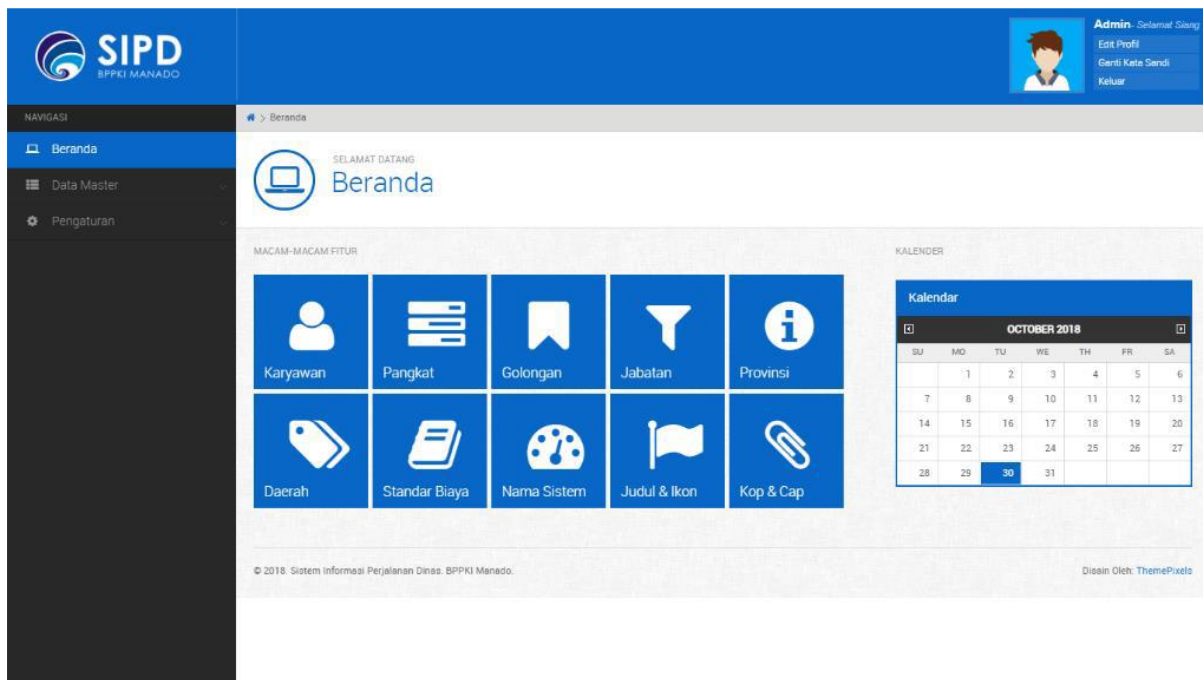 SIPD
BPPKI MANADO
Admin - Selamat Siang
Edit Profil
Ganti Kata Sandi
Keluar
NAVIGASI
Beranda
Data Master
Pengaturan
> Beranda
SELAMAT DATANG
Beranda
MACAM-MACAM FITUR
Karyawan
Pangkat
Golongan
Jabatan
Provinsi
Daerah
Standar Biaya
Nama Sistem
Judul & Ikon
Kop & Cap
KALENDER
Kalendar
OCTOBER 2018
SU MO TU WE TH FR SA
1 2 3 4 5 6
7 8 9 10 11 12 13
14 15 16 17 18 19 20
21 22 23 24 25 26 27
28 29 30 31
© 2018. Sistem Informasi Perjalanan Dinas. BPPKI Manado.
Disain Oleh: ThemePixels